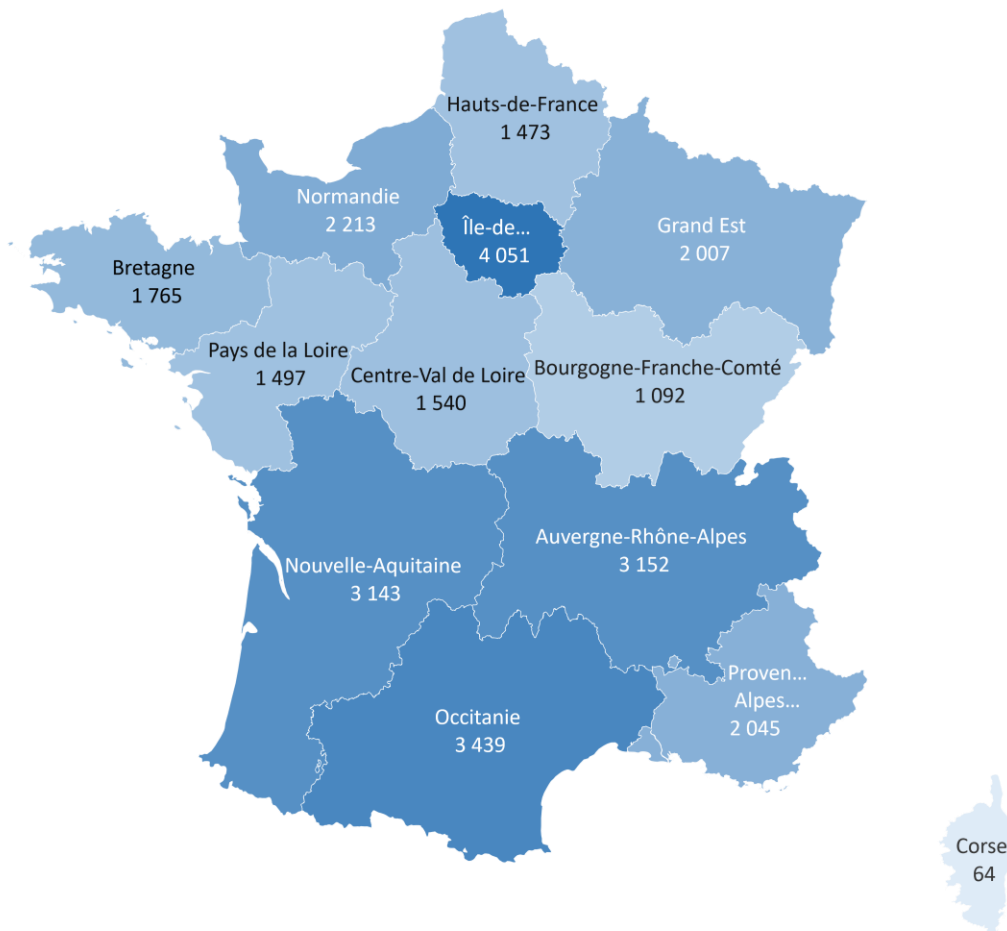 Hauts-de-France
1 473
Normandie
2 213
Île-de...
4 051
Grand Est
2 007
Bretagne
1 765
Pays de la Loire
1 497
Centre-Val de Loire
1 540
Bourgogne-Franche-Comté
1 092
Nouvelle-Aquitaine
3 143
Auvergne-Rhône-Alpes
3 152
Proven...
Alpes...
2 045
Occitanie
3 439
Corse
64